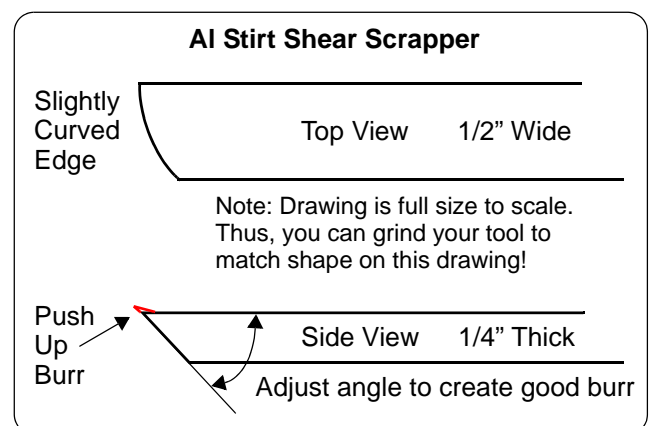 Al Stirt Shear Scrapper
Slightly
Curved
Edge
Top View 1/2” Wide
Note: Drawing is full size to scale.
Thus, you can grind your tool to
match shape on this drawing!
Push
Up
Burr
Side View 1/4” Thick
Adjust angle to create good burr